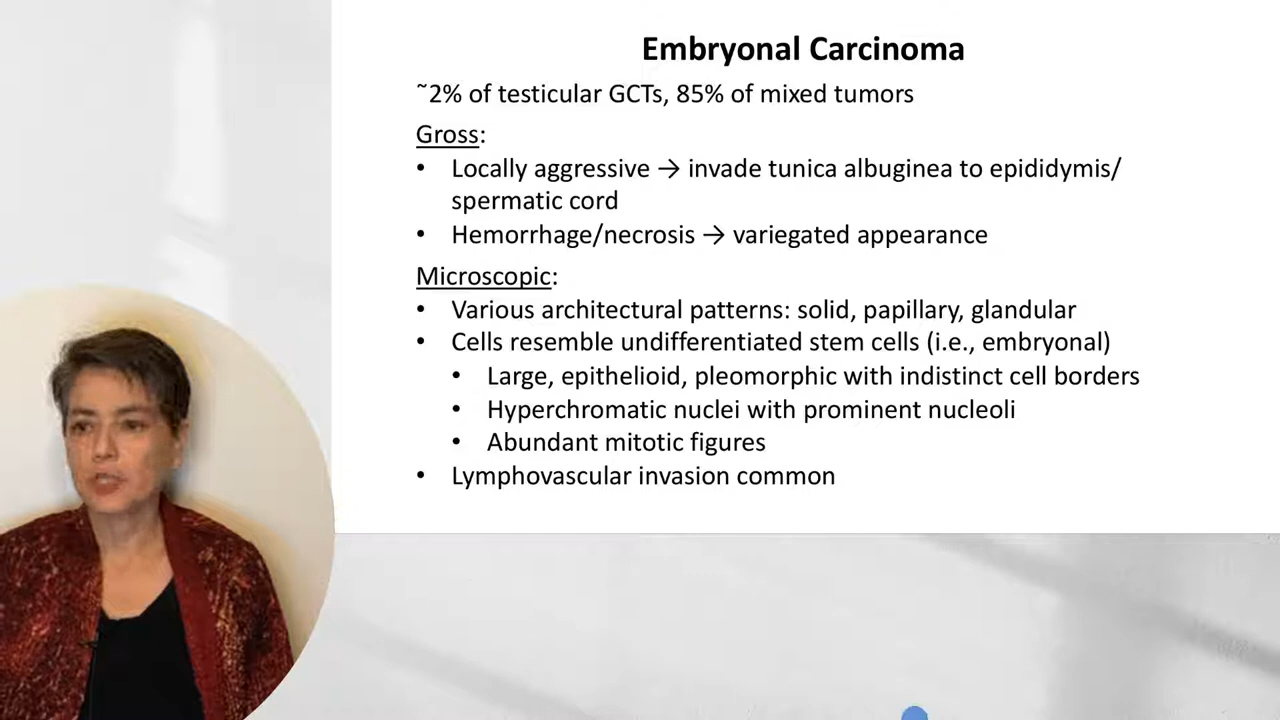 Embryonal Carcinoma
˜2% of testicular GCTs, 85% of mixed tumors
Gross:
• Locally aggressive → invade tunica albuginea to epididymis/
spermatic cord
• Hemorrhage/necrosis → variegated appearance
Microscopic:
• Various architectural patterns: solid, papillary, glandular
• Cells resemble undifferentiated stem cells (i.e., embryonal)
• Large, epithelioid, pleomorphic with indistinct cell borders
• Hyperchromatic nuclei with prominent nucleoli
• Abundant mitotic figures
• Lymphovascular invasion common